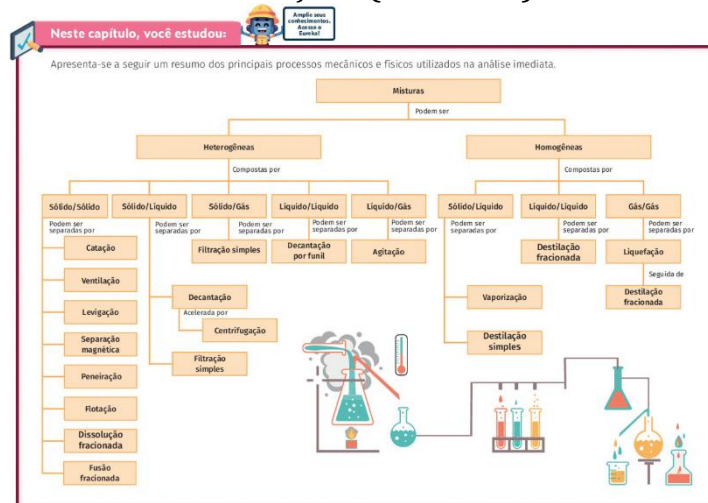 Neste capítulo, você estudou:
Amplie seus
conhecimentos.
Acesse o
Eureka!
Apresenta-se a seguir um resumo dos principais processos mecânicos e físicos utilizados na análise imediata.
Misturas
Podem ser
Heterogêneas
Homogêneas
Compostas por
Compostas por
Sólido/Sólido
Sólido/Líquido
Sólido/Gás
Líquido/Líquido
Líquido/Gás
Sólido/Líquido
Líquido/Líquido
Gás/Gás
Podem ser
separadas por
Podem ser
separadas por
Podem ser
separadas por
Podem ser
separadas por
Podem ser
separadas por
Podem ser
separadas por
Podem ser
separadas por
Podem ser
separadas por
Catação
Ventilação
Levigação
Separação
magnética
Peneiração
Flotação
Dissolução
fracionada
Fusão
fracionada
Decantação
Acelerada por
Centrifugação
Filtração
simples
Filtração simples
Decantação
por funil
Agitação
Vaporização
Destilação
simples
Destilação
fracionada
Liquefação
Seguida de
Destilação
fracionada